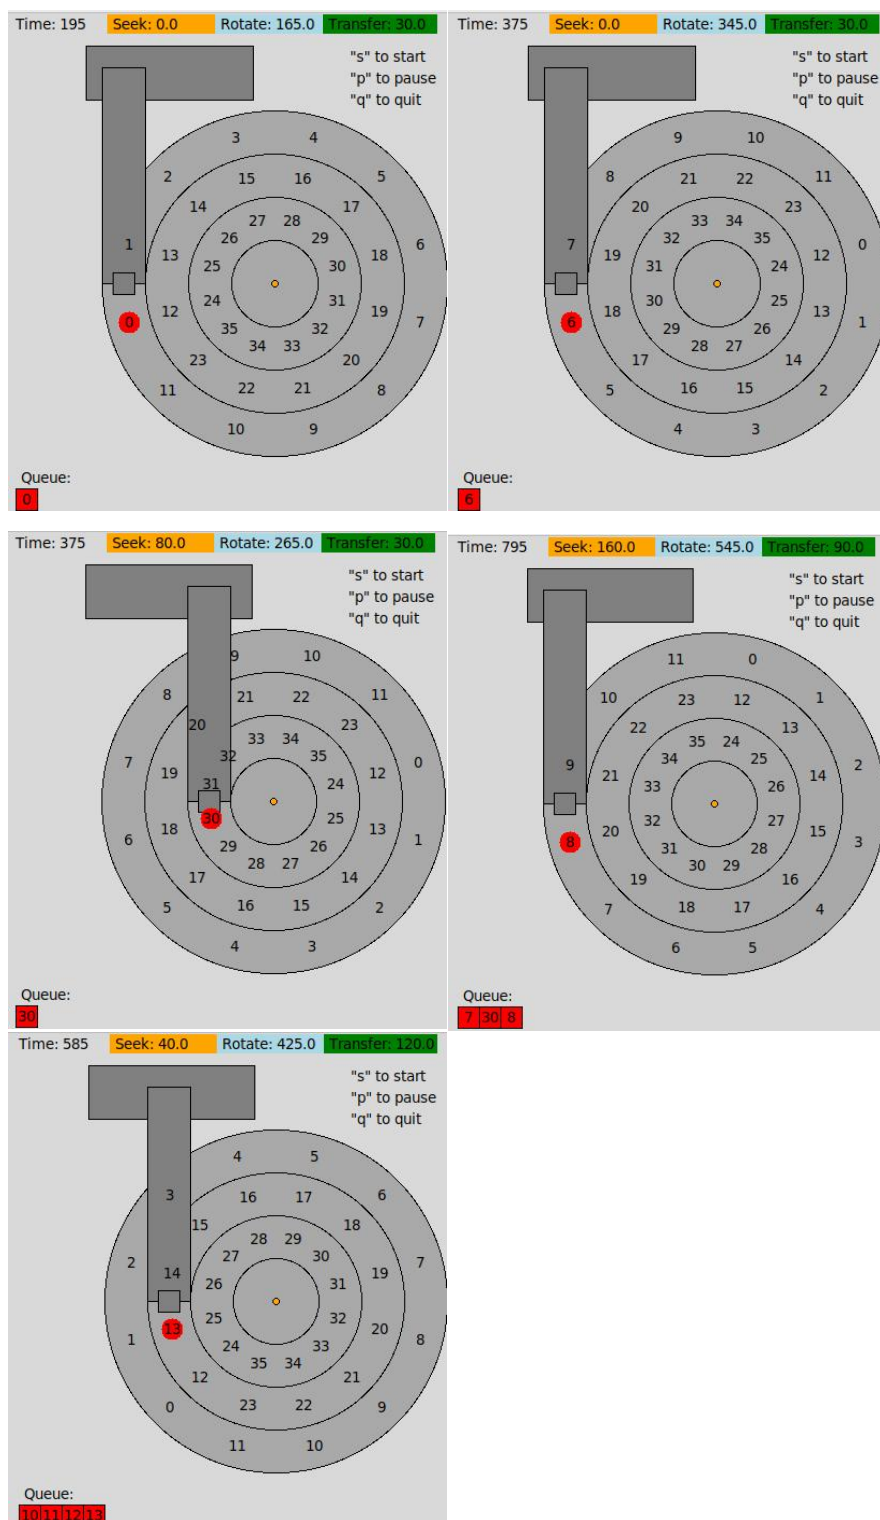 Time: 195 Seek: 0.0 Rotate: 165.0 Transfer: 30.0
"s" to start
"p" to pause
"q" to quit
3 4
2 15 16 5
14 17
27 28
26 29
1 6
13 18
25 30
24 31
12 19
0 7
35 32
34 33
23 20
11 22 21 8
10 9
Queue:
0
Time: 375 Seek: 0.0 Rotate: 345.0 Transfer: 30.0
"s" to start
"p" to pause
"q" to quit
9 10
8 21 22 11
20 23
33 34
32 35
7 0
19 12
31 24
30 25
18 13
6 1
29 26
28 27
17 14
5 16 15 2
4 3
Queue:
6
Time: 375 Seek: 80.0 Rotate: 265.0 Transfer: 30.0
"s" to start
"p" to pause
"q" to quit
9 10
8 21 22 11
20 23
33 34
32 35
7 0
19 12
31 24
30 25
18 13
6 1
29 26
28 27
17 14
5 16 15 2
4 3
Queue:
30
Time: 795 Seek: 160.0 Rotate: 545.0 Transfer: 90.0
"s" to start
"p" to pause
"q" to quit
11 0
10 23 12 1
22 13
35 24
34 25
9 2
21 14
33 26
32 27
20 15
8 3
31 28
30 29
19 16
7 18 17 4
6 5
Queue:
7 30 8
Time: 585 Seek: 40.0 Rotate: 425.0 Transfer: 120.0
"s" to start
"p" to pause
"q" to quit
4 5
3 16 17 6
15 18
28 29
27 30
2 7
14 19
26 31
25 32
13 20
1 8
24 33
35 34
12 21
0 23 22 9
11 10
Queue:
10 11 12 13